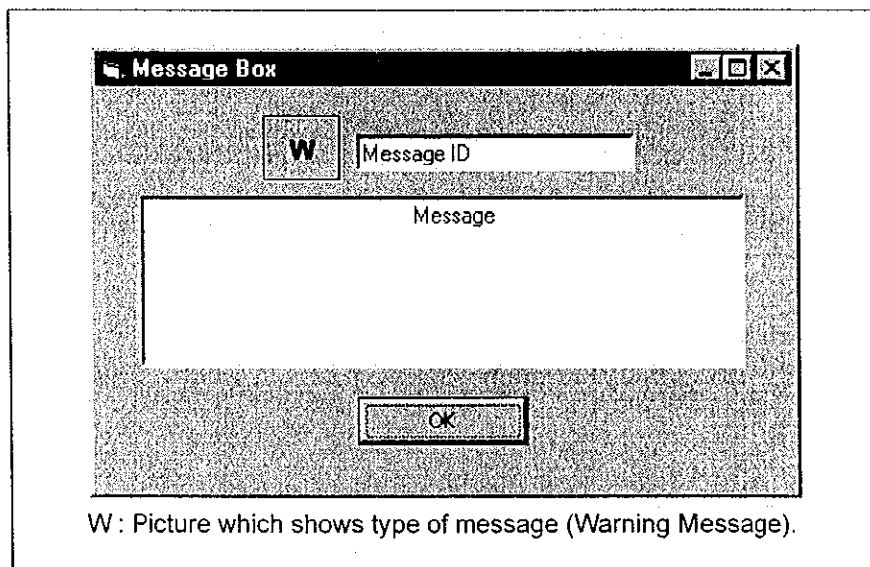 Message Box
W
Message ID
Message
OK
W : Picture which shows type of message (Warning Message).